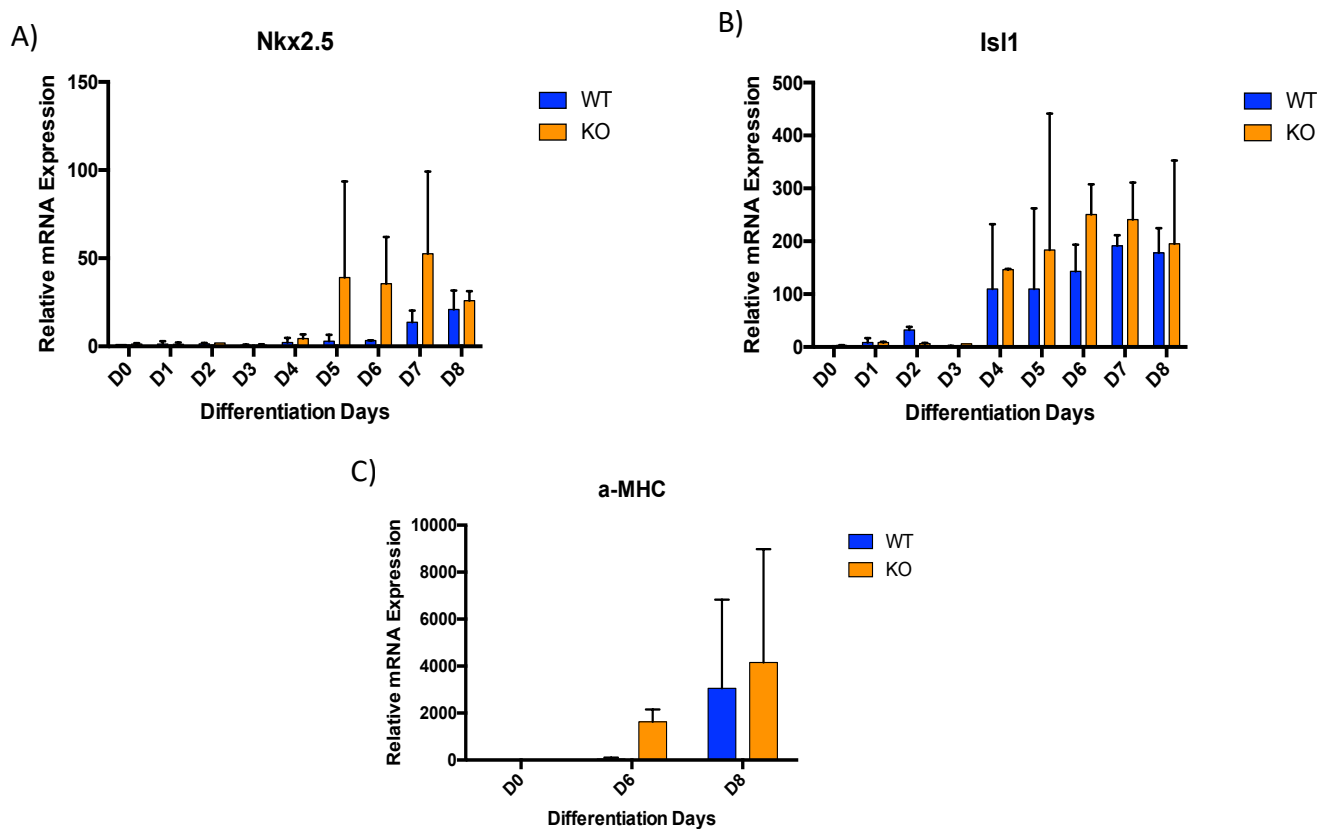 A)
Nkx2.5
Relative mRNA Expression
150
100
50
0
D0 D1 D2 D3 D4 D5 D6 D7 D8
Differentiation Days
WT
KO
B)
Isl1
Relative mRNA Expression
500
400
300
200
100
0
D0 D1 D2 D3 D4 D5 D6 D7 D8
Differentiation Days
WT
KO
C)
a-MHC
Relative mRNA Expression
10000
8000
6000
4000
2000
0
D0 D6 D8
Differentiation Days
WT
KO